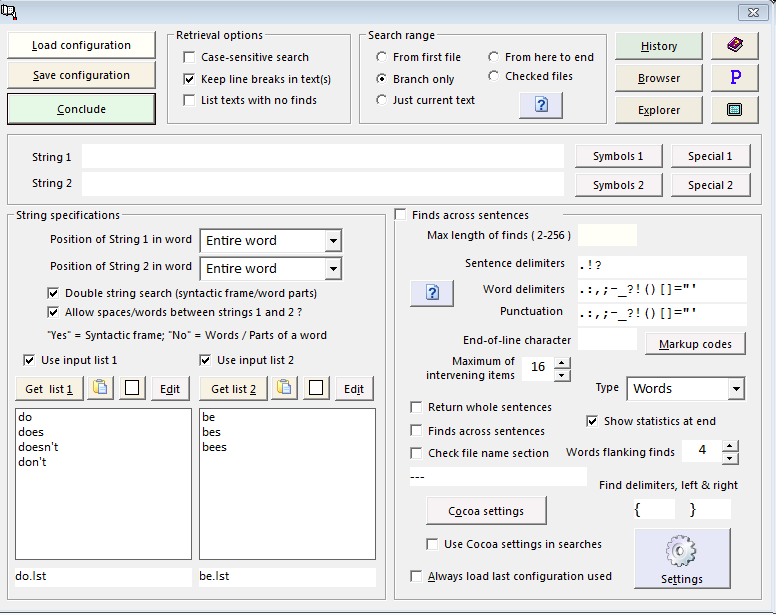 Load configuration
Save configuration
Conclude
Retrieval options
Case-sensitive search
Keep line breaks in text(s)
List texts with no finds
Search range
From first file
From here to end
Branch only
Checked files
Just current text
?
History
Browser
P
Explorer
String 1
Symbols 1
Special 1
String 2
Symbols 2
Special 2
String specifications
Position of String 1 in word
Entire word
Position of String 2 in word
Entire word
Double string search (syntactic frame/word parts)
Allow spaces/words between strings 1 and 2 ?
"Yes" = Syntactic frame; "No" = Words / Parts of a word
Use input list 1
Use input list 2
Get list 1
Edit
Get list 2
Edit
do
does
doesn't
don't
be
bes
bees
do.lst
be.lst
Finds across sentences
Max length of finds ( 2-256 )
Sentence delimiters
.!?
?
Word delimiters
.:,;-_?!()[]="'
Punctuation
.:,;-_?!()[]="'
End-of-line character
Markup codes
Maximum of
intervening items
16
Type
Words
Return whole sentences
Show statistics at end
Finds across sentences
Check file name section
Words flanking finds
4
---
Find delimiters, left & right
{
}
Cocoa settings
Use Cocoa settings in searches
Settings
Always load last configuration used